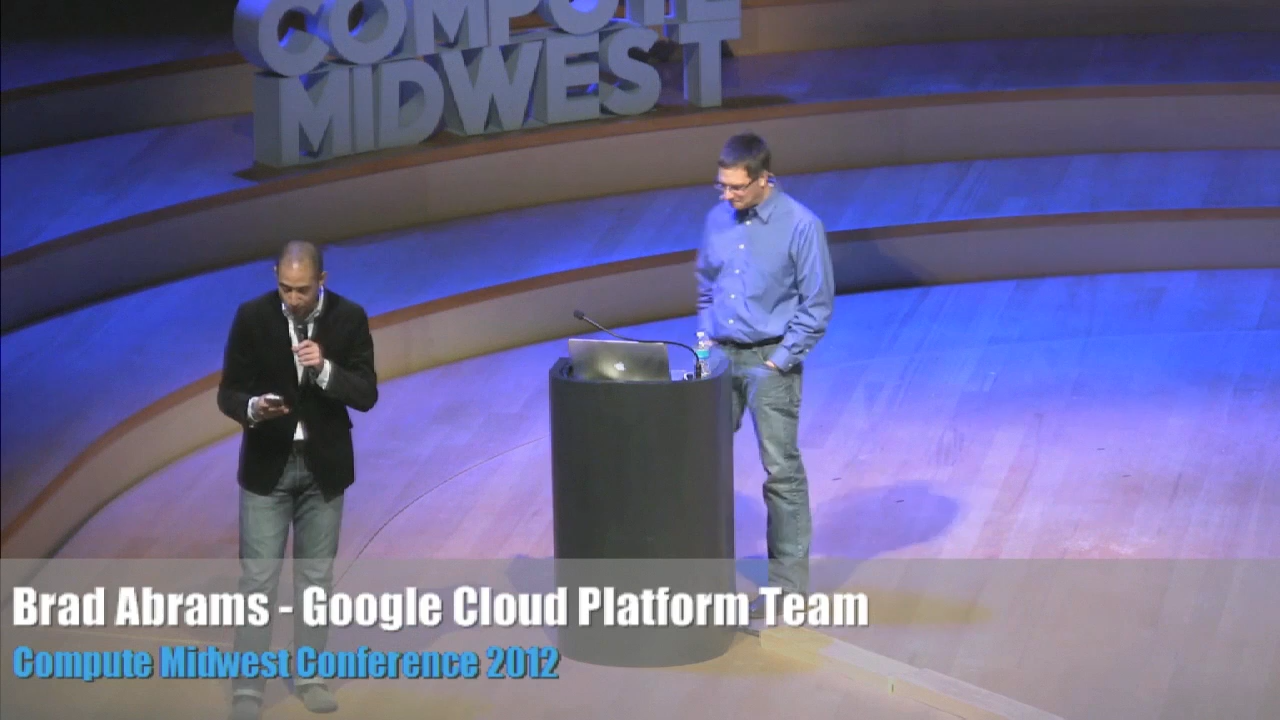 COMPUTE
MIDWEST
Brad Abrams - Google Cloud Platform Team
Compute Midwest Conference 2012